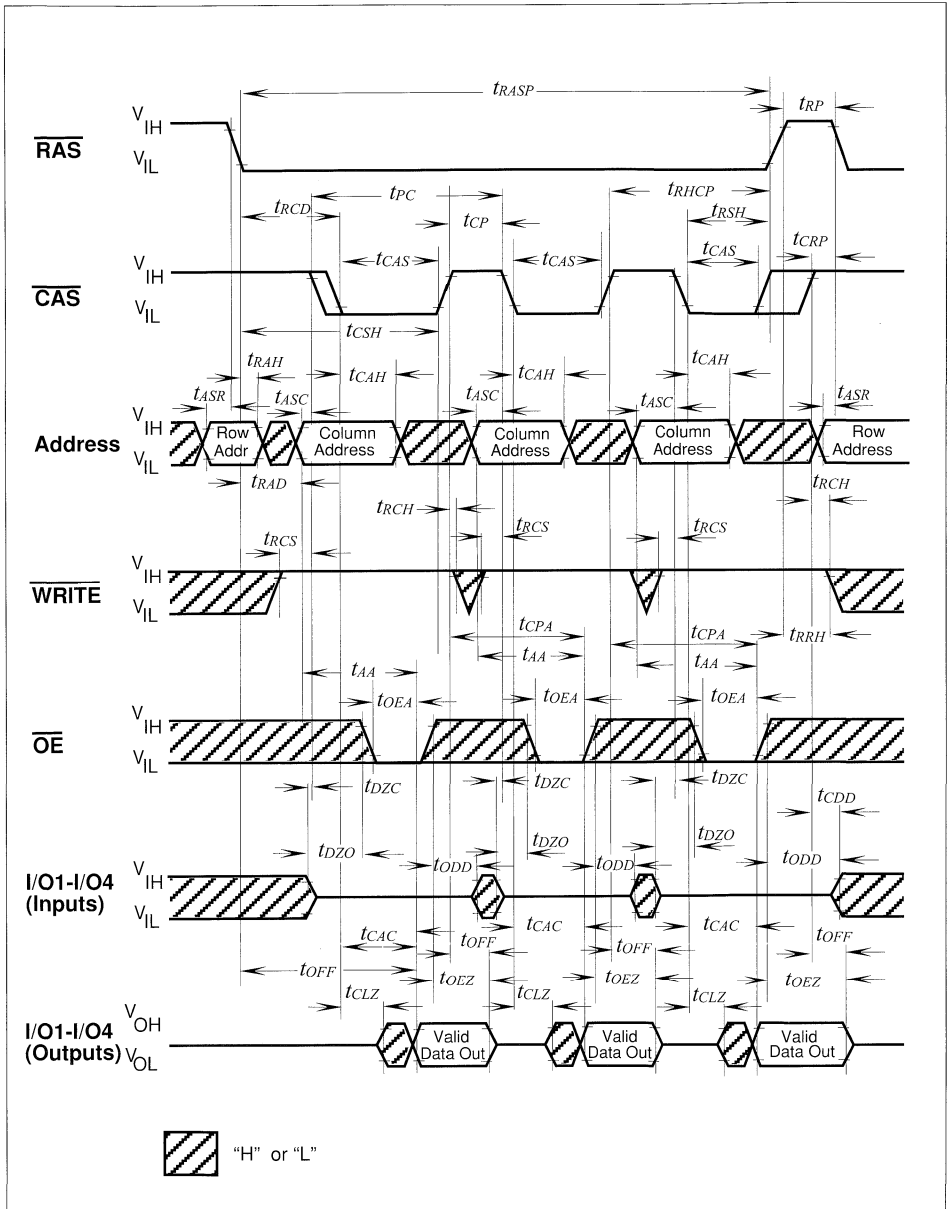 tRASP
VIH
tRP
RAS
VIL
tPC
tRHCP
tRCD
tCP
tRSH
VIH
tCAS
tCAS
tCAS
tCRP
CAS
VIL
tCSH
tRAH
tCAH
tCAH
tCAH
tASR
tASC
tASC
tASC
tASR
Address
VIH
VIL
Row Addr
Column Address
Column Address
Column Address
Row Address
tRAD
tRCH
tRCH
tRCS
tRCS
tRCS
WRITE
VIH
VIL
tCPA
tCPA
tRRH
tAA
tAA
tAA
tOEA
tOEA
tOEA
OE
VIH
VIL
tDZC
tDZC
tDZC
tCDD
tDZO
tDZO
tDZO
tODD
tODD
tODD
I/O1-I/O4
(Inputs)
VIH
VIL
tCAC
tCAC
tCAC
tOFF
tOFF
tOFF
tOFF
tOEZ
tOEZ
tOEZ
tCLZ
tCLZ
tCLZ
I/O1-I/O4
(Outputs)
VOH
VOL
Valid Data Out
Valid Data Out
Valid Data Out
“H” or “L”